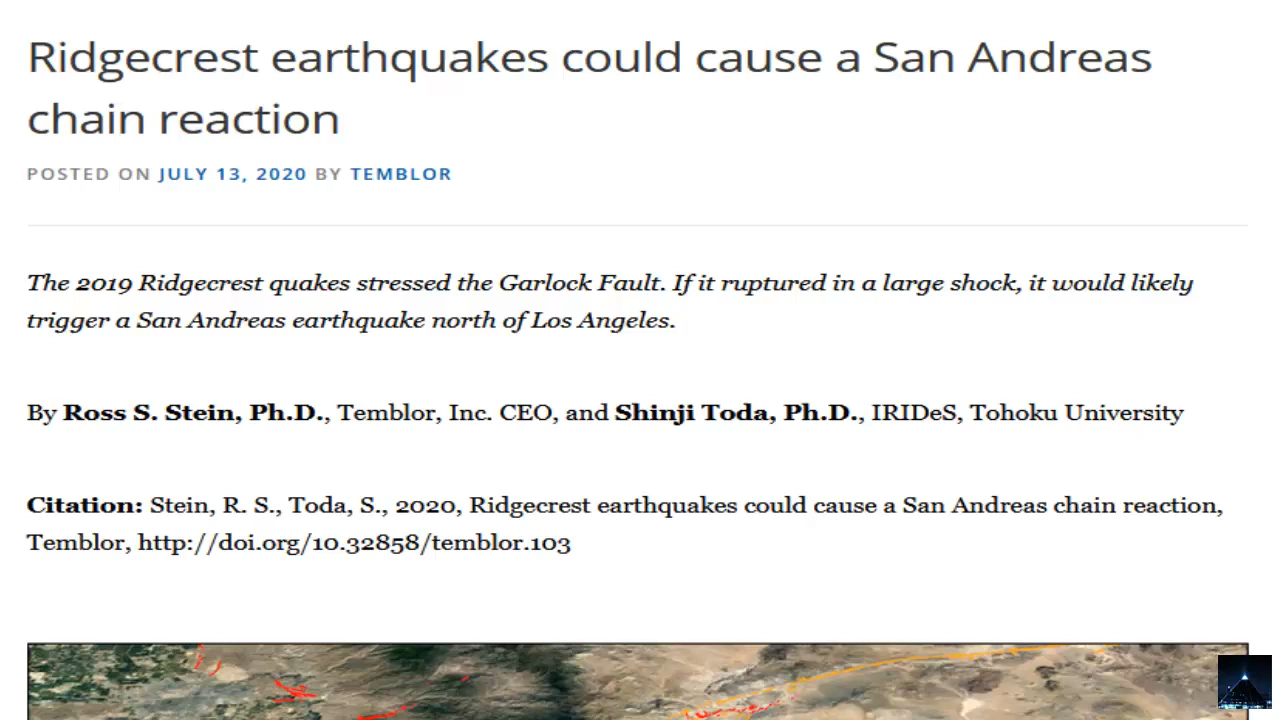 Ridgecrest earthquakes could cause a San Andreas
chain reaction
POSTED ON JULY 13, 2020 BY TEMBLOR
The 2019 Ridgecrest quakes stressed the Garlock Fault. If it ruptured in a large shock, it would likely
trigger a San Andreas earthquake north of Los Angeles.
By Ross S. Stein, Ph.D., Temblor, Inc. CEO, and Shinji Toda, Ph.D., IRIDeS, Tohoku University
Citation: Stein, R. S., Toda, S., 2020, Ridgecrest earthquakes could cause a San Andreas chain reaction,
Temblor, http://doi.org/10.32858/temblor.103